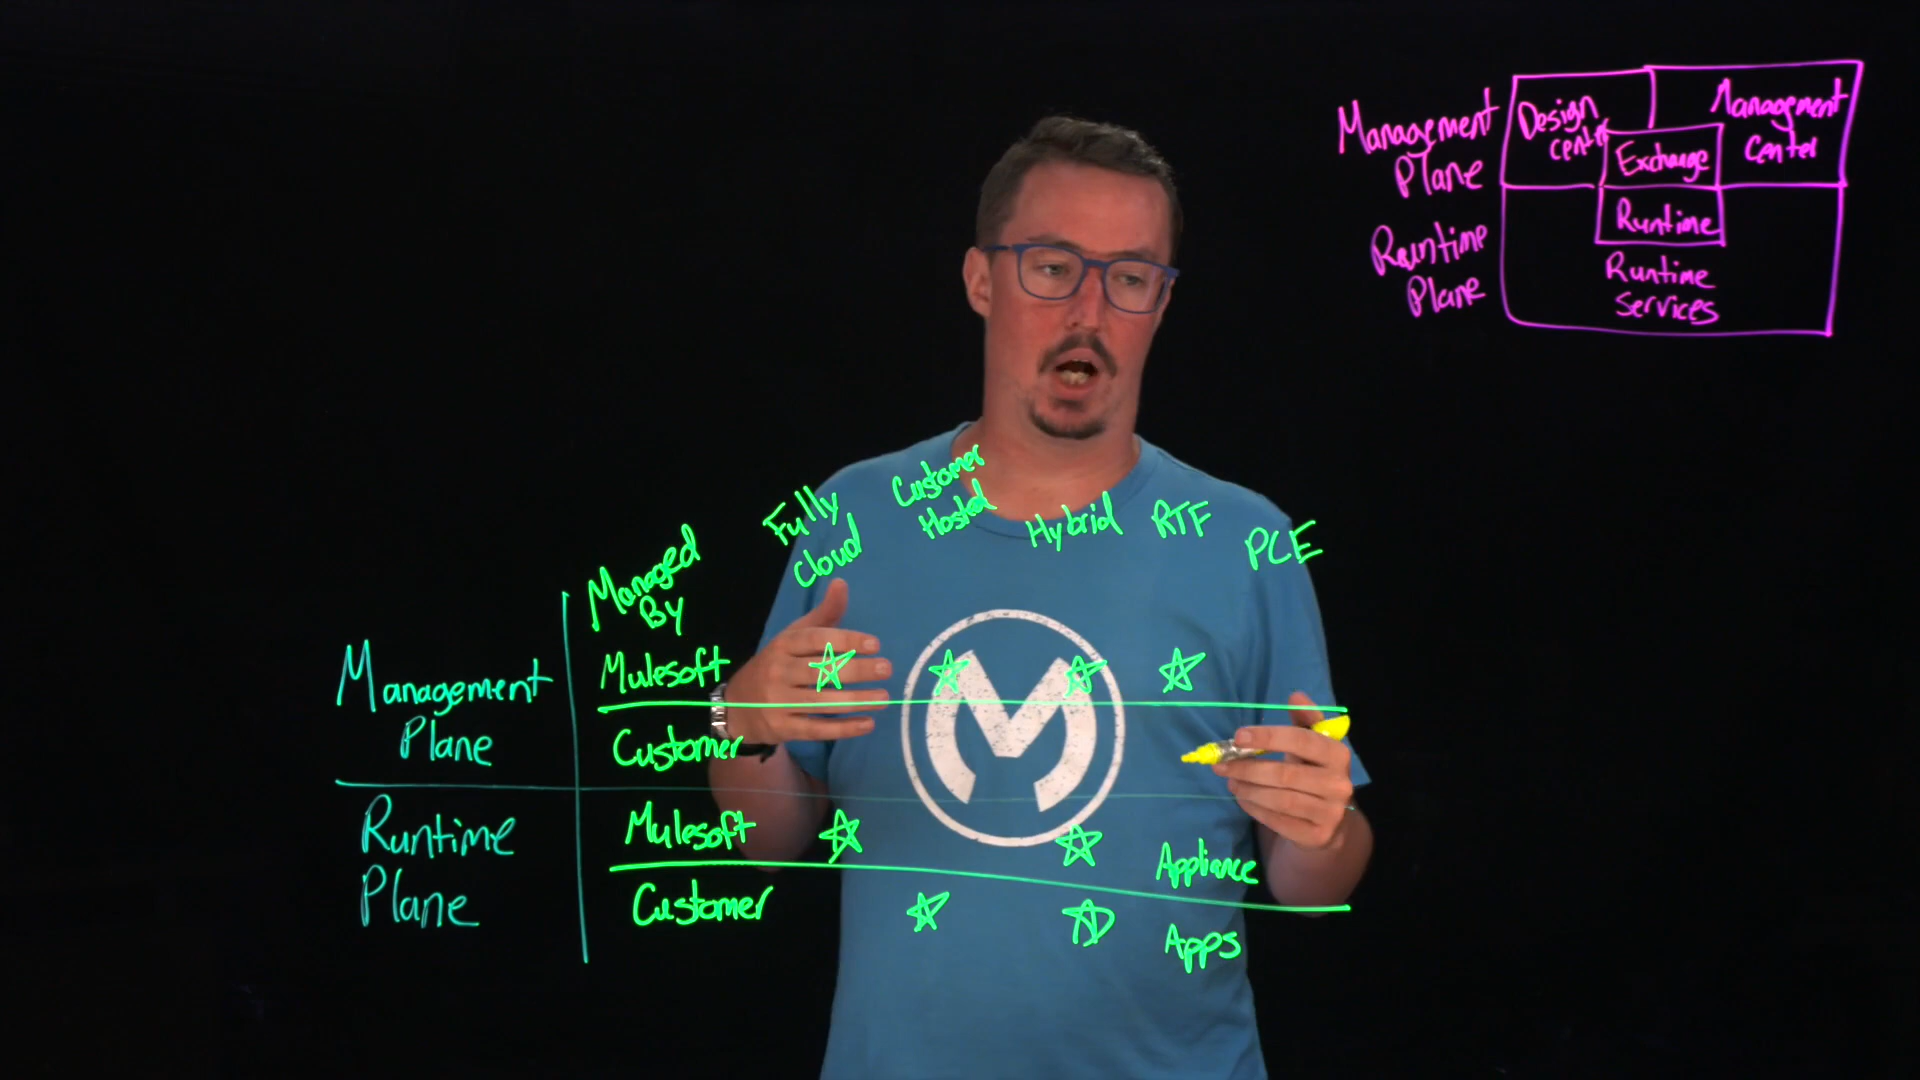 Management
Plane
Design
Center
Exchange
Management
Center
Runtime
Plane
Runtime
Runtime
Services
Managed
By
Fully
Cloud
Customer
Hosted
Hybrid
RTF
PCE
Management
Plane
Mulesoft
Customer
Runtime
Plane
Mulesoft
Appliance
Customer
Apps